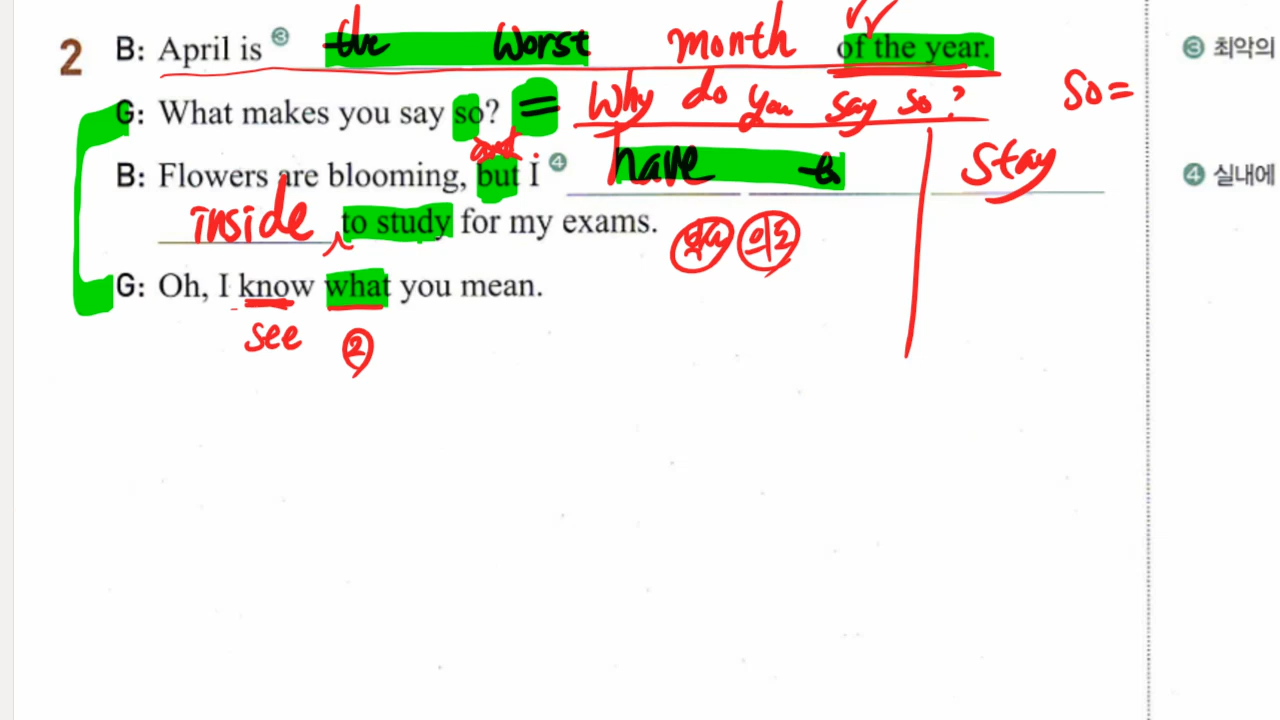 2 B: April is ③ the worst month of the year.
③ 최악의
G: What makes you say so? = Why do you say so?
So=
B: Flowers are blooming, but I ④ have to stay
④ 실내에
inside to study for my exams.
G: Oh, I know what you mean.
see ②